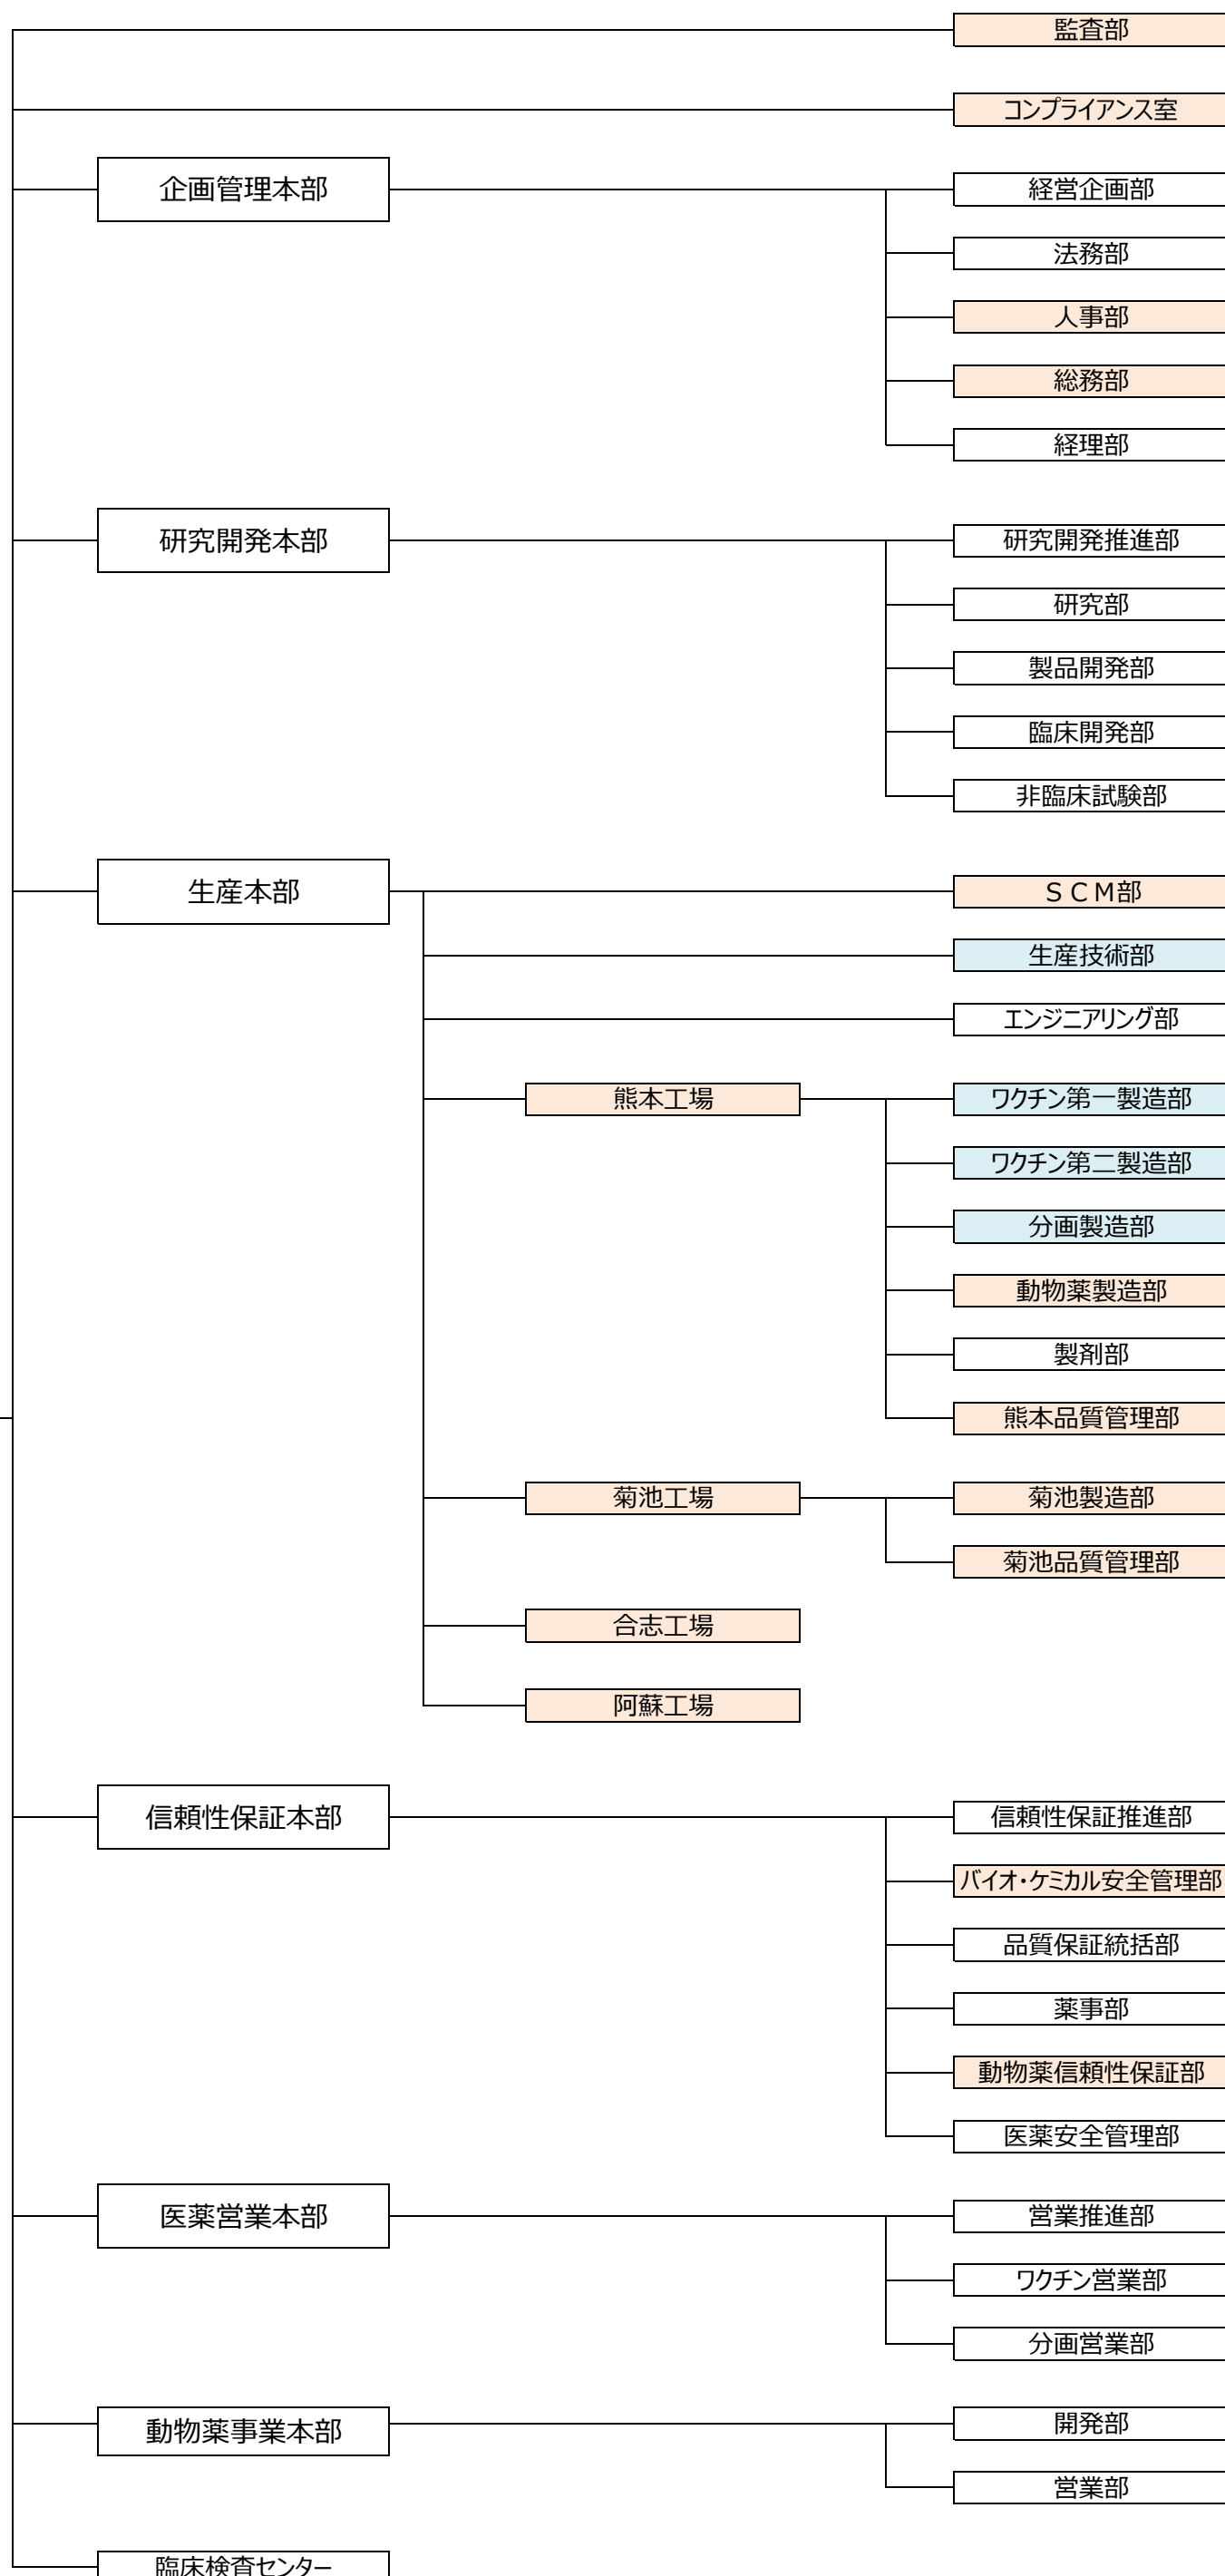 監査部
コンプライアンス室
企画管理本部
経営企画部
法務部
人事部
総務部
経理部
研究開発本部
研究開発推進部
研究部
製品開発部
臨床開発部
非臨床試験部
生産本部
ＳＣＭ部
生産技術部
エンジニアリング部
熊本工場
ワクチン第一製造部
ワクチン第二製造部
分画製造部
動物薬製造部
製剤部
熊本品質管理部
菊池工場
菊池製造部
菊池品質管理部
合志工場
阿蘇工場
信頼性保証本部
信頼性保証推進部
バイオ・ケミカル安全管理部
品質保証統括部
薬事部
動物薬信頼性保証部
医薬安全管理部
医薬営業本部
営業推進部
ワクチン営業部
分画営業部
動物薬事業本部
開発部
営業部
臨床検査センター